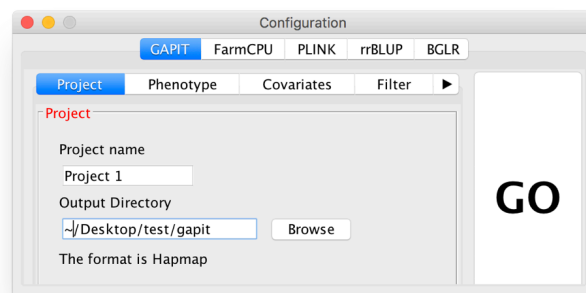 Configuration
GAPIT FarmCPU PLINK rrBLUP BGLR
Project Phenotype Covariates Filter
Project
Project name
Project 1
Output Directory
~/Desktop/test/gapit Browse
The format is Hapmap
GO